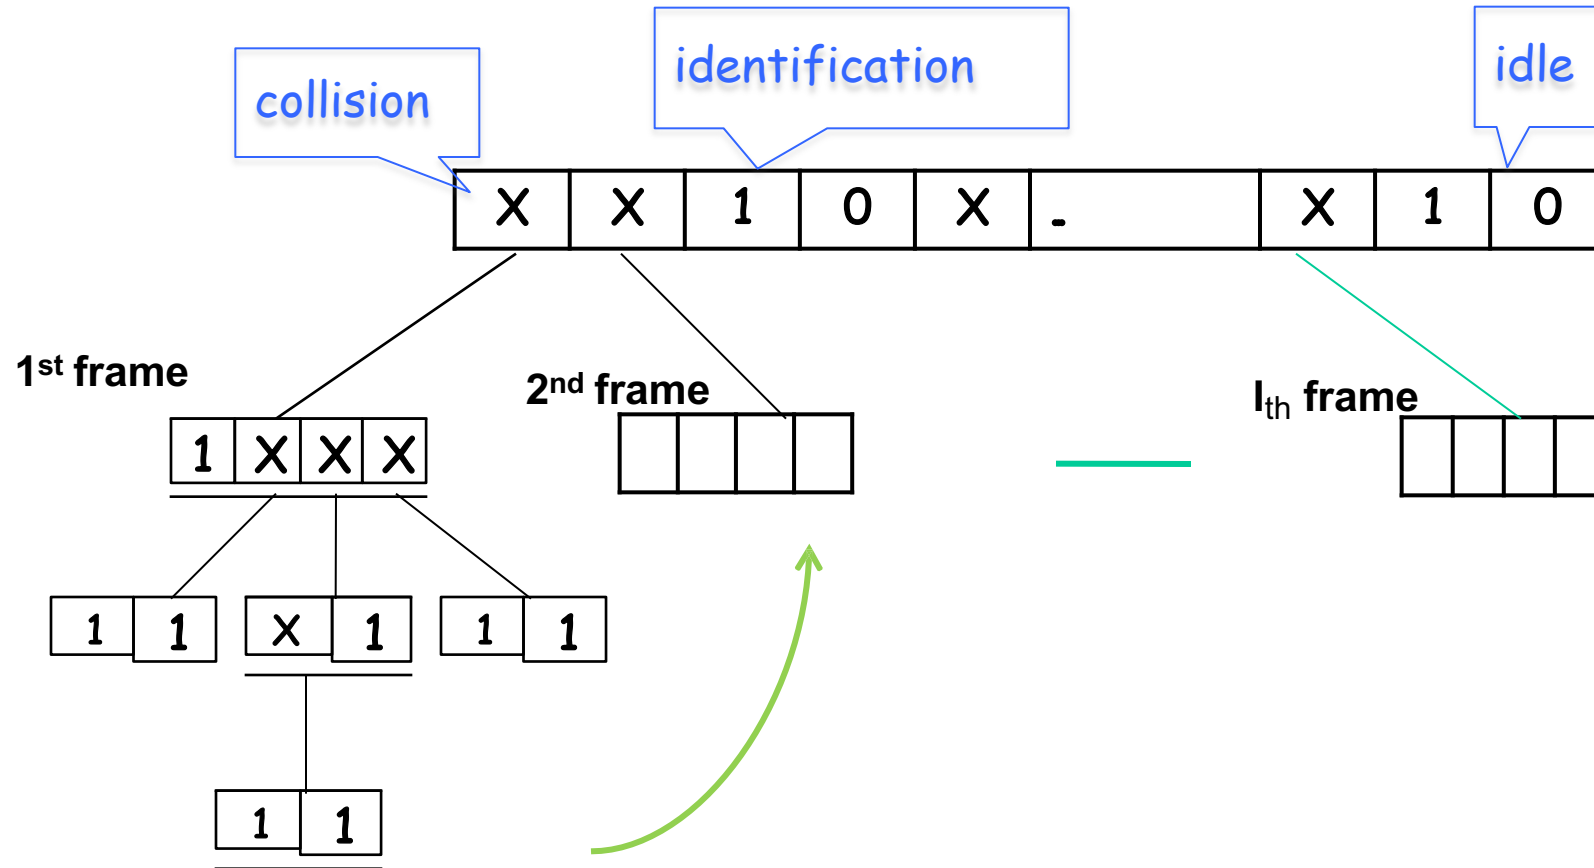 collision
identification
idle
X X 1 0 X - X 1 0
1st frame
2nd frame
Ith frame
1 X X X
1 1 X 1 1 1
1 1